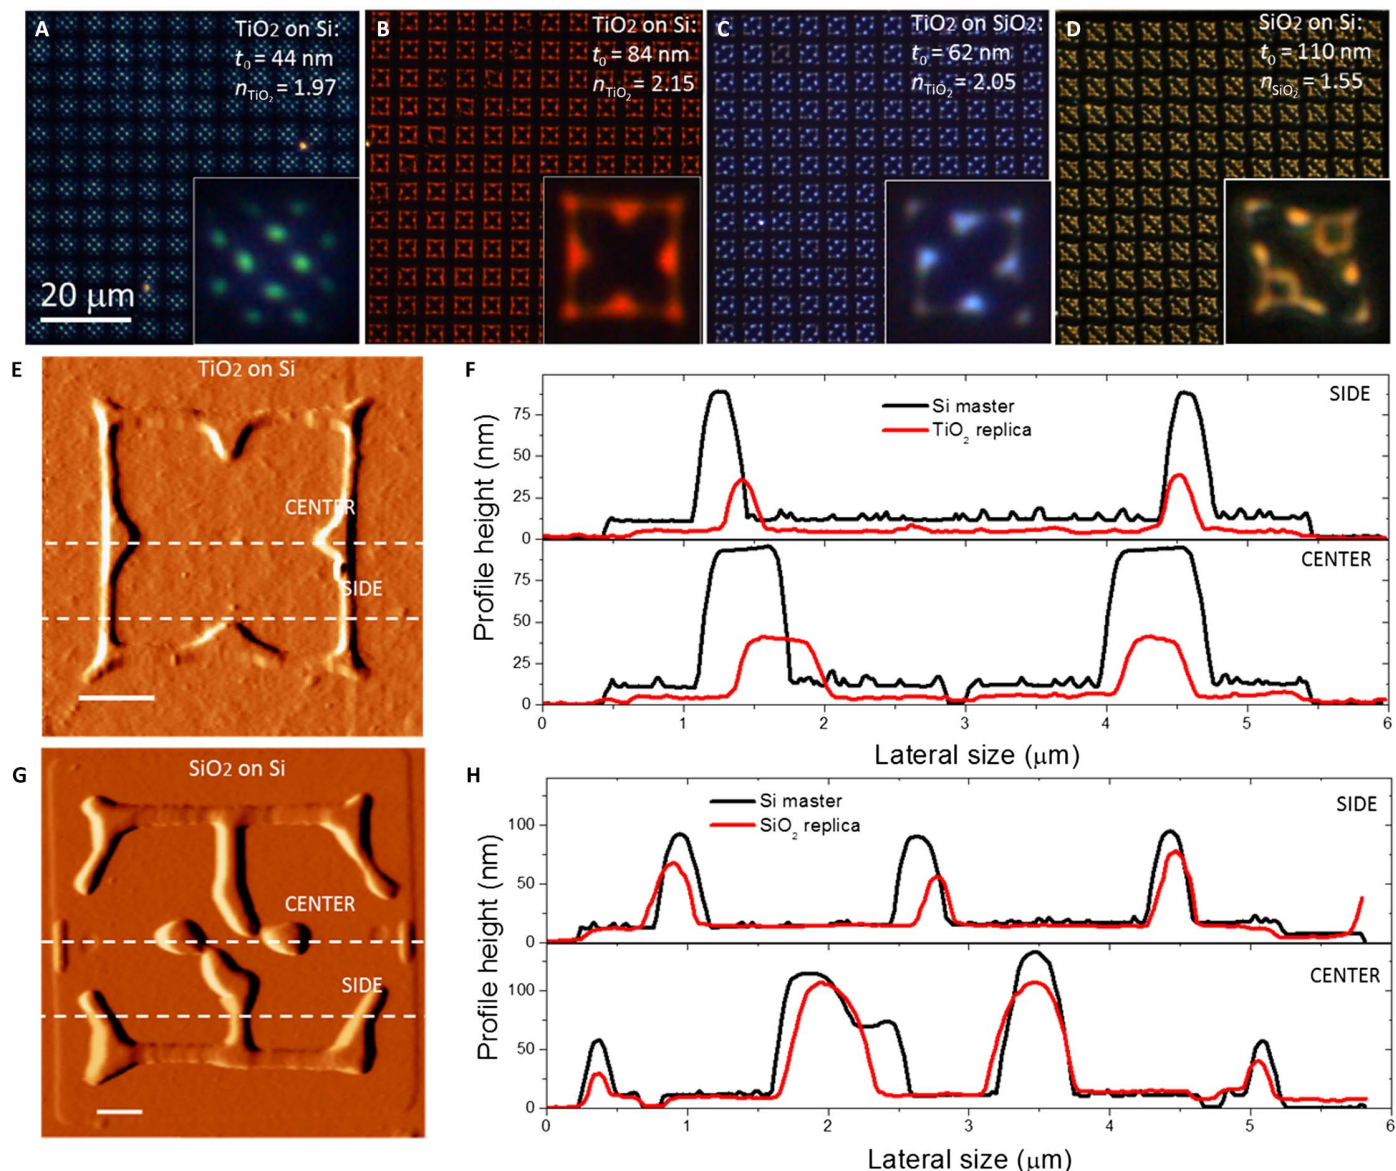 A
TiO2 on Si:
t₀ = 44 nm
n_TiO₂ = 1.97
20 μm
B
TiO2 on Si:
t₀ = 84 nm
n_TiO₂ = 2.15
C
TiO2 on SiO2:
t₀ = 62 nm
n_TiO₂ = 2.05
D
SiO2 on Si:
t₀ = 110 nm
n_SiO₂ = 1.55
E
TiO2 on Si
CENTER
SIDE
F
SIDE
Si master
TiO₂ replica
75
50
25
0
CENTER
75
50
25
0
0 1 2 3 4 5 6
Profile height (nm)
Lateral size (μm)
G
SiO2 on Si
CENTER
SIDE
H
SIDE
Si master
SiO₂ replica
100
50
0
CENTER
100
50
0
0 1 2 3 4 5 6
Profile height (nm)
Lateral size (μm)